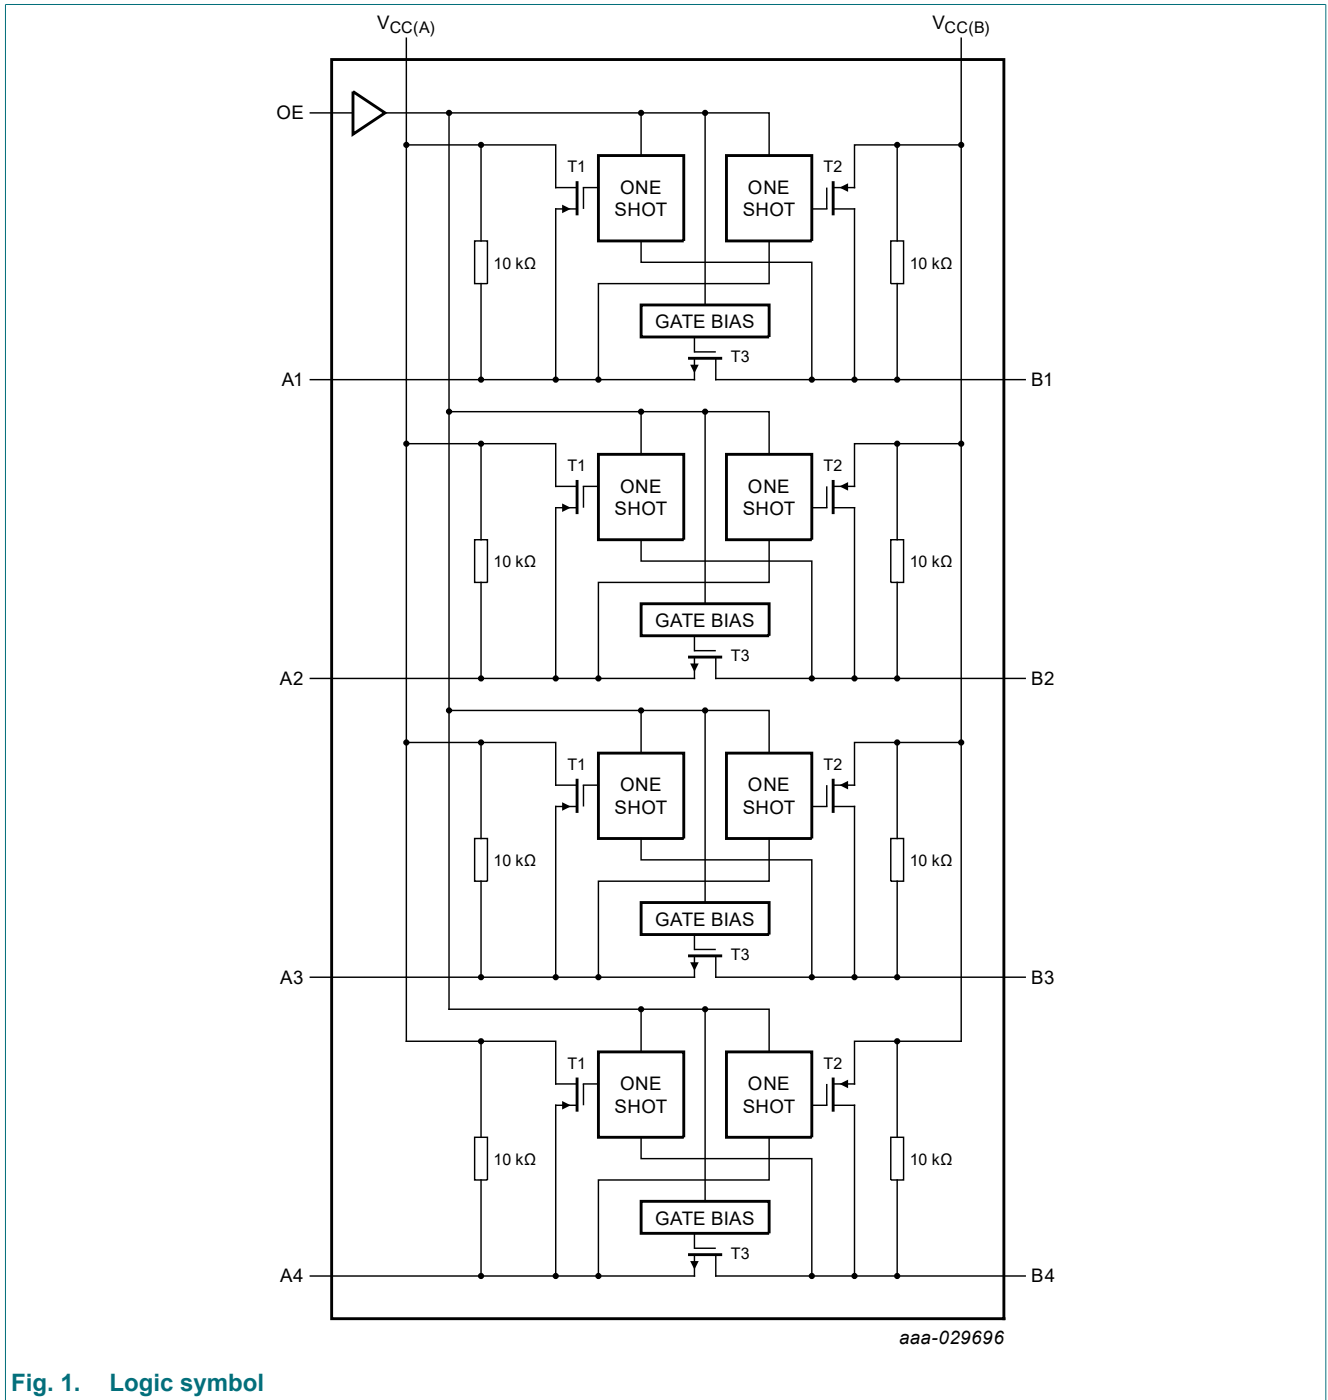 VCC(A) VCC(B)
OE
T1 ONE SHOT ONE SHOT T2
10 kΩ 10 kΩ
GATE BIAS
T3
A1 B1
T1 ONE SHOT ONE SHOT T2
10 kΩ 10 kΩ
GATE BIAS
T3
A2 B2
T1 ONE SHOT ONE SHOT T2
10 kΩ 10 kΩ
GATE BIAS
T3
A3 B3
T1 ONE SHOT ONE SHOT T2
10 kΩ 10 kΩ
GATE BIAS
T3
A4 B4
aaa-029696
Fig. 1. Logic symbol